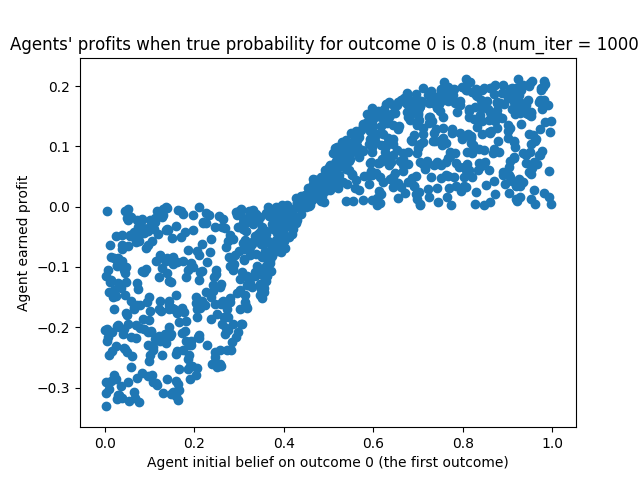 Agents' profits when true probability for outcome 0 is 0.8 (num_iter = 1000
0.2
0.1
0.0
−0.1
−0.2
−0.3
Agent earned profit
0.0 0.2 0.4 0.6 0.8 1.0
Agent initial belief on outcome 0 (the first outcome)